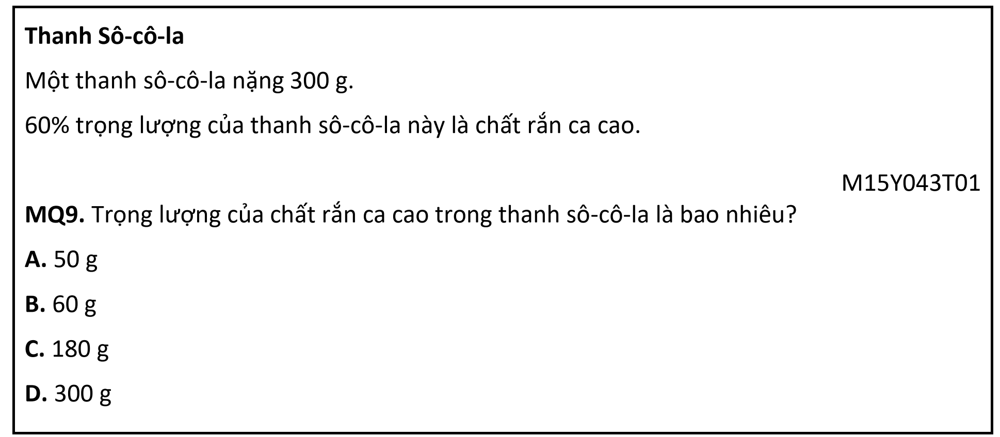 Thanh Sô-cô-la
Một thanh sô-cô-la nặng 300 g.
60% trọng lượng của thanh sô-cô-la này là chất rắn ca cao.
M15Y043T01
MQ9. Trọng lượng của chất rắn ca cao trong thanh sô-cô-la là bao nhiêu?
A. 50 g
B. 60 g
C. 180 g
D. 300 g